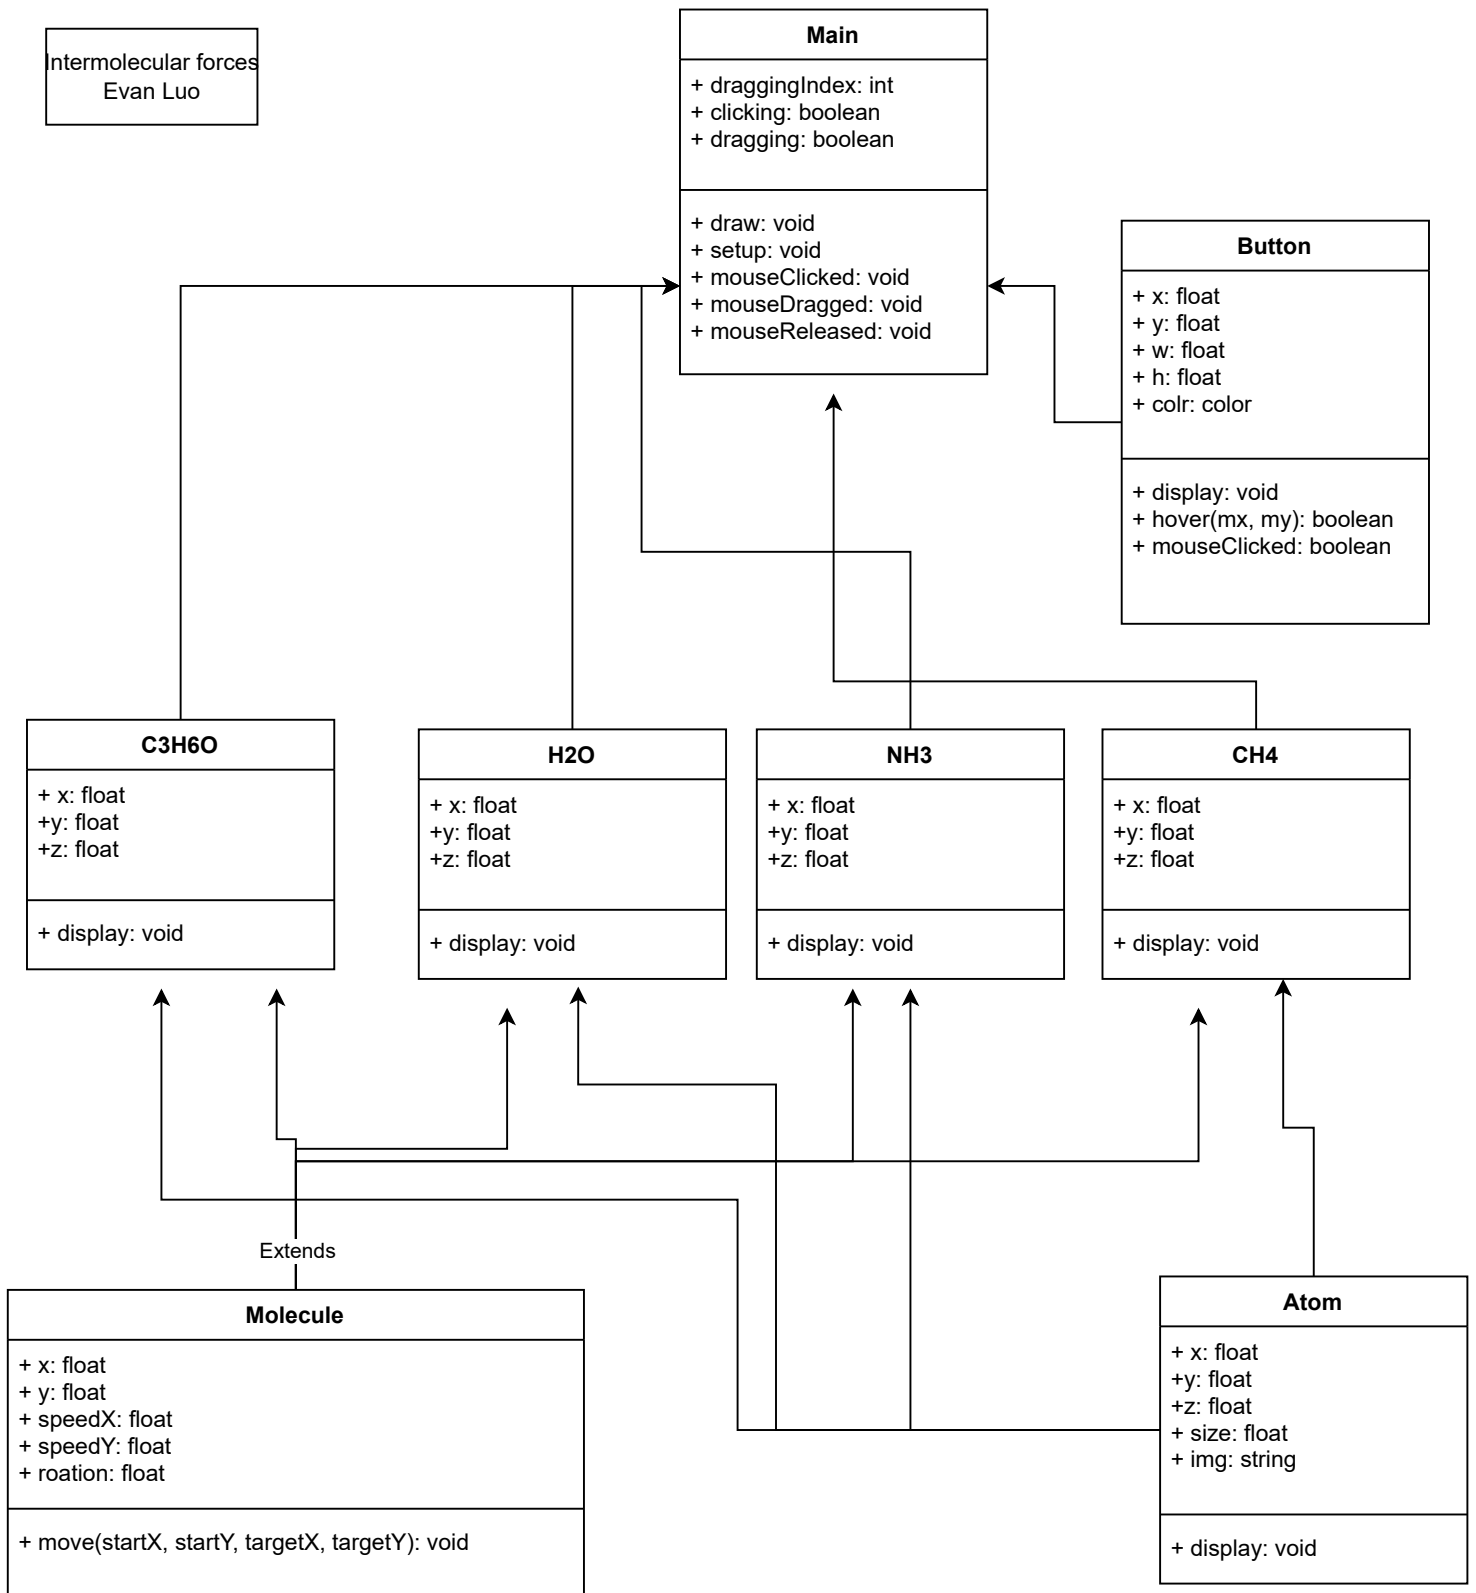 Intermolecular forces
Evan Luo
Main
+ draggingIndex: int
+ clicking: boolean
+ dragging: boolean
+ draw: void
+ setup: void
+ mouseClicked: void
+ mouseDragged: void
+ mouseReleased: void
Button
+ x: float
+ y: float
+ w: float
+ h: float
+ colr: color
+ display: void
+ hover(mx, my): boolean
+ mouseClicked: boolean
C3H6O
+ x: float
+y: float
+z: float
+ display: void
H2O
+ x: float
+y: float
+z: float
+ display: void
NH3
+ x: float
+y: float
+z: float
+ display: void
CH4
+ x: float
+y: float
+z: float
+ display: void
Extends
Molecule
+ x: float
+ y: float
+ speedX: float
+ speedY: float
+ roation: float
+ move(startX, startY, targetX, targetY): void
Atom
+ x: float
+y: float
+z: float
+ size: float
+ img: string
+ display: void